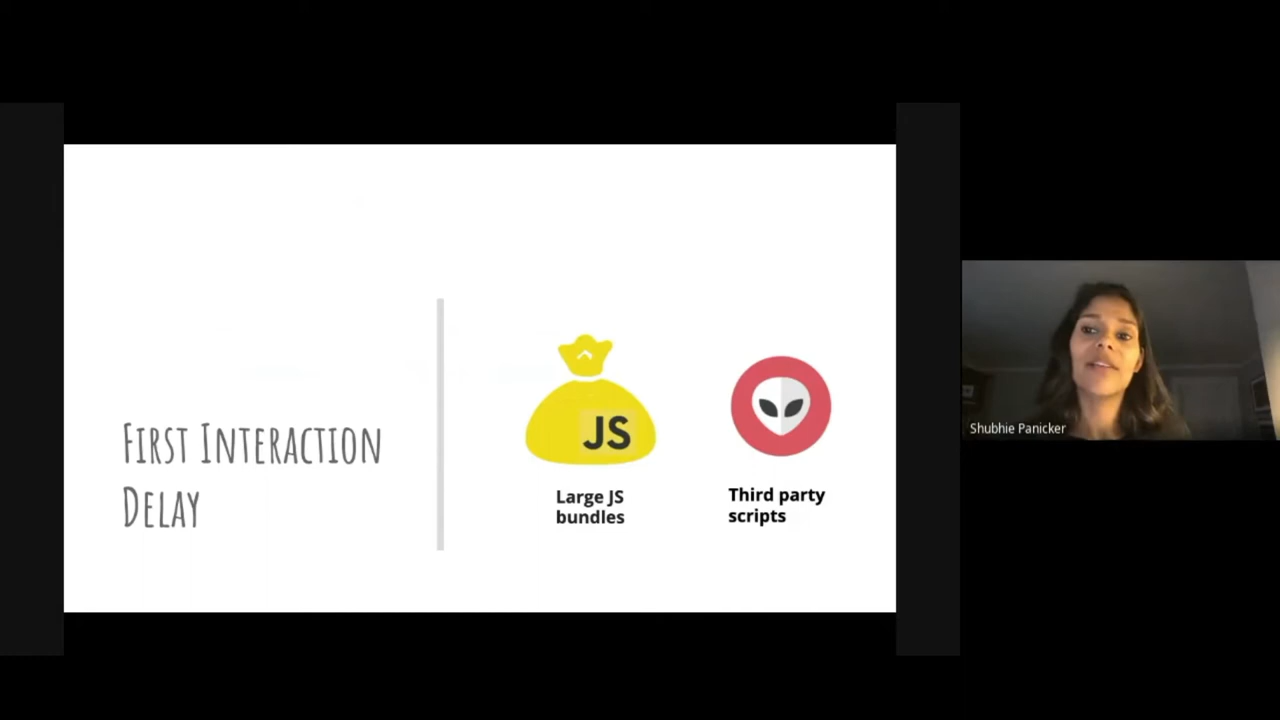 First Interaction
Delay
JS
Large JS
bundles
Third party
scripts
Shubhie Panicker